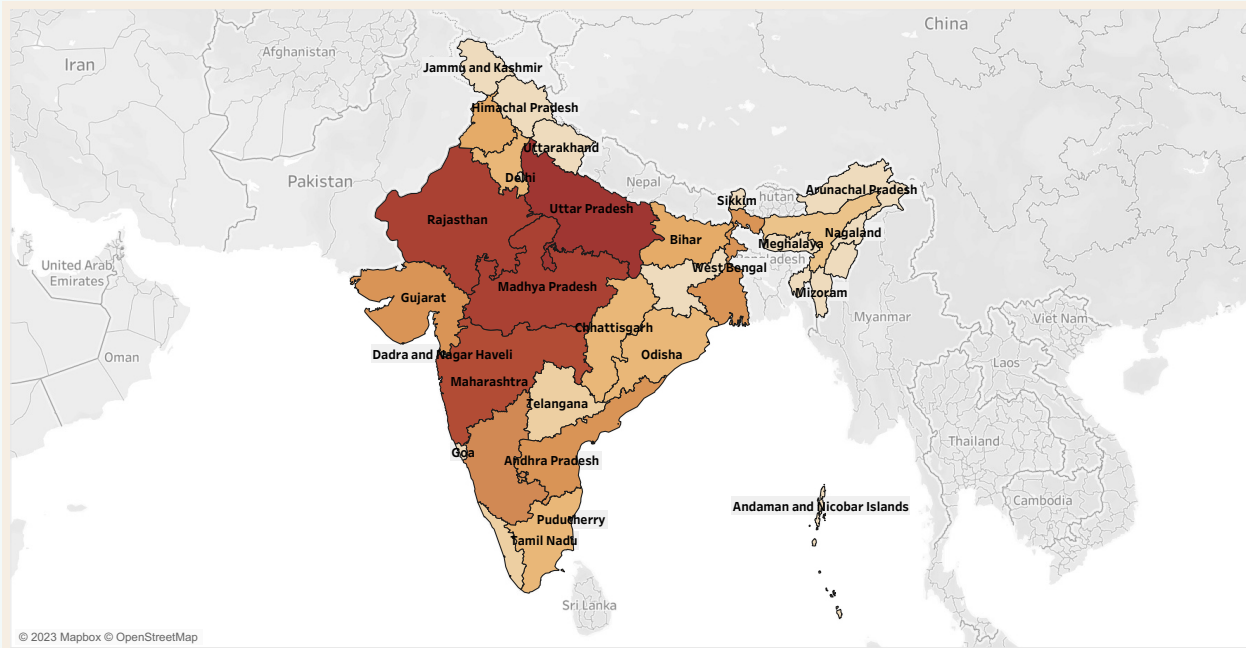 China
Afghanistan
Iran
Jammu and Kashmir
Himachal Pradesh
Uttarakhand
Pakistan
Delhi
Nepal
Sikkim
hutan
Arunachal Pradesh
Uttar Pradesh
Rajasthan
Bihar
Nagaland
Meghalaya
angladesh
West Bengal
United Arab
Emirates
Madhya Pradesh
Gujarat
Mizoram
Myanmar
Viet Nam
Chhattisgarh
Oman
Dadra and Nagar Haveli
Odisha
Laos
Maharashtra
Telangana
Thailand
Goa
Andhra Pradesh
Cambodia
Andaman and Nicobar Islands
Puducherry
Tamil Nadu
Sri Lanka
© 2023 Mapbox © OpenStreetMap